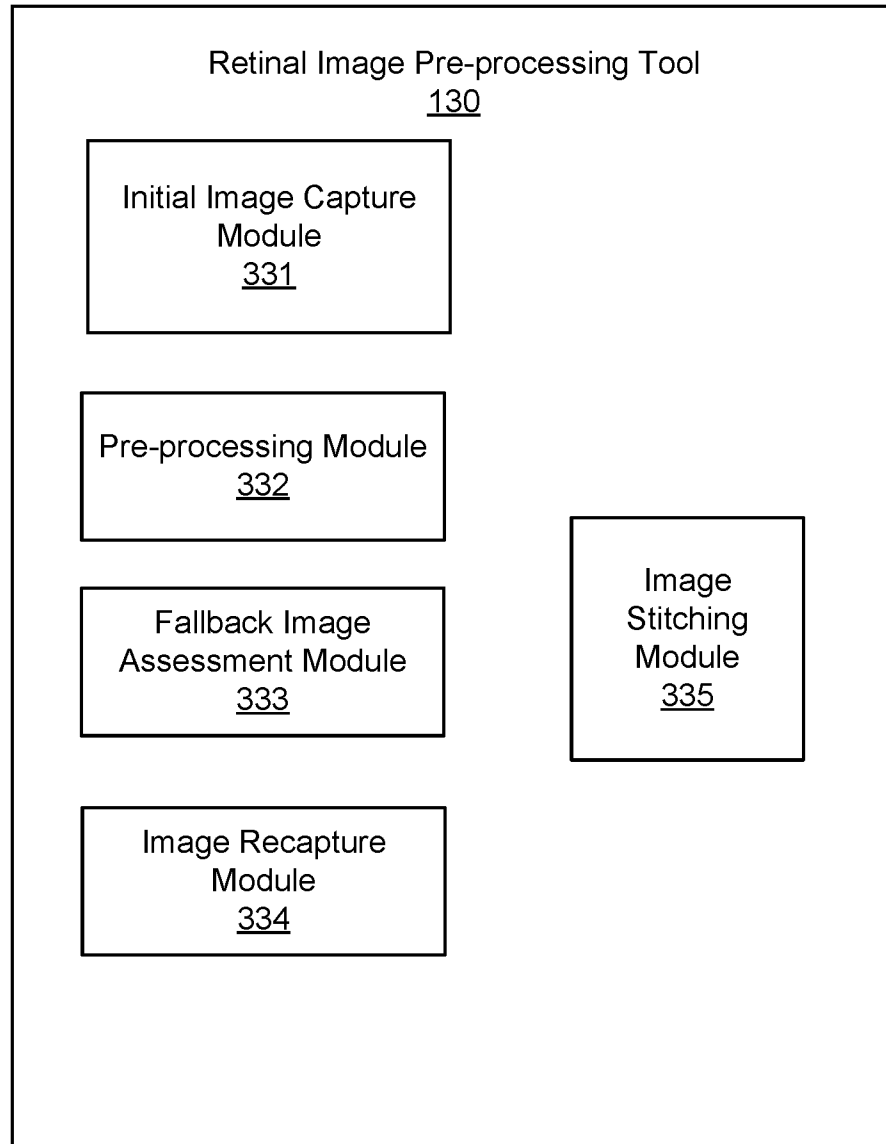 Retinal Image Pre-processing Tool
130
Initial Image Capture
Module
331
Pre-processing Module
332
Fallback Image
Assessment Module
333
Image
Stitching
Module
335
Image Recapture
Module
334